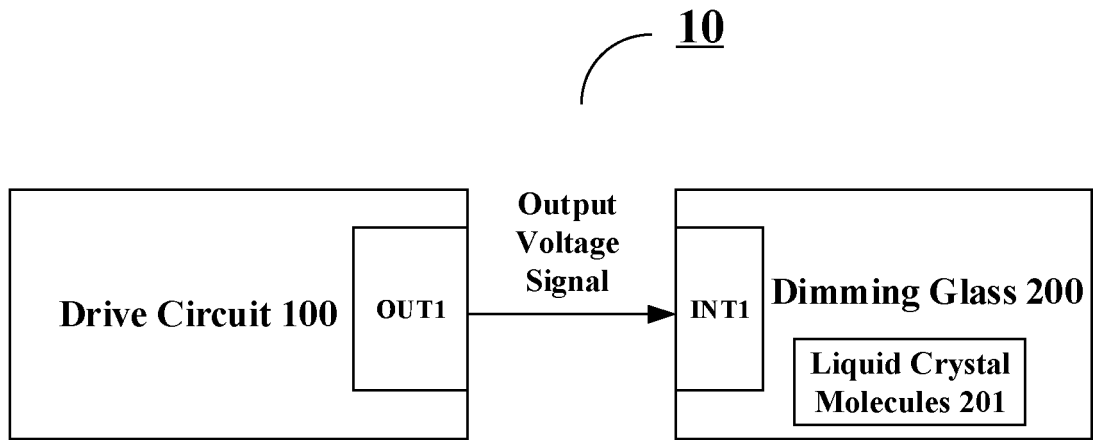 10
Output
Voltage
Signal
Drive Circuit 100
OUT1
INT1
Dimming Glass 200
Liquid Crystal
Molecules 201